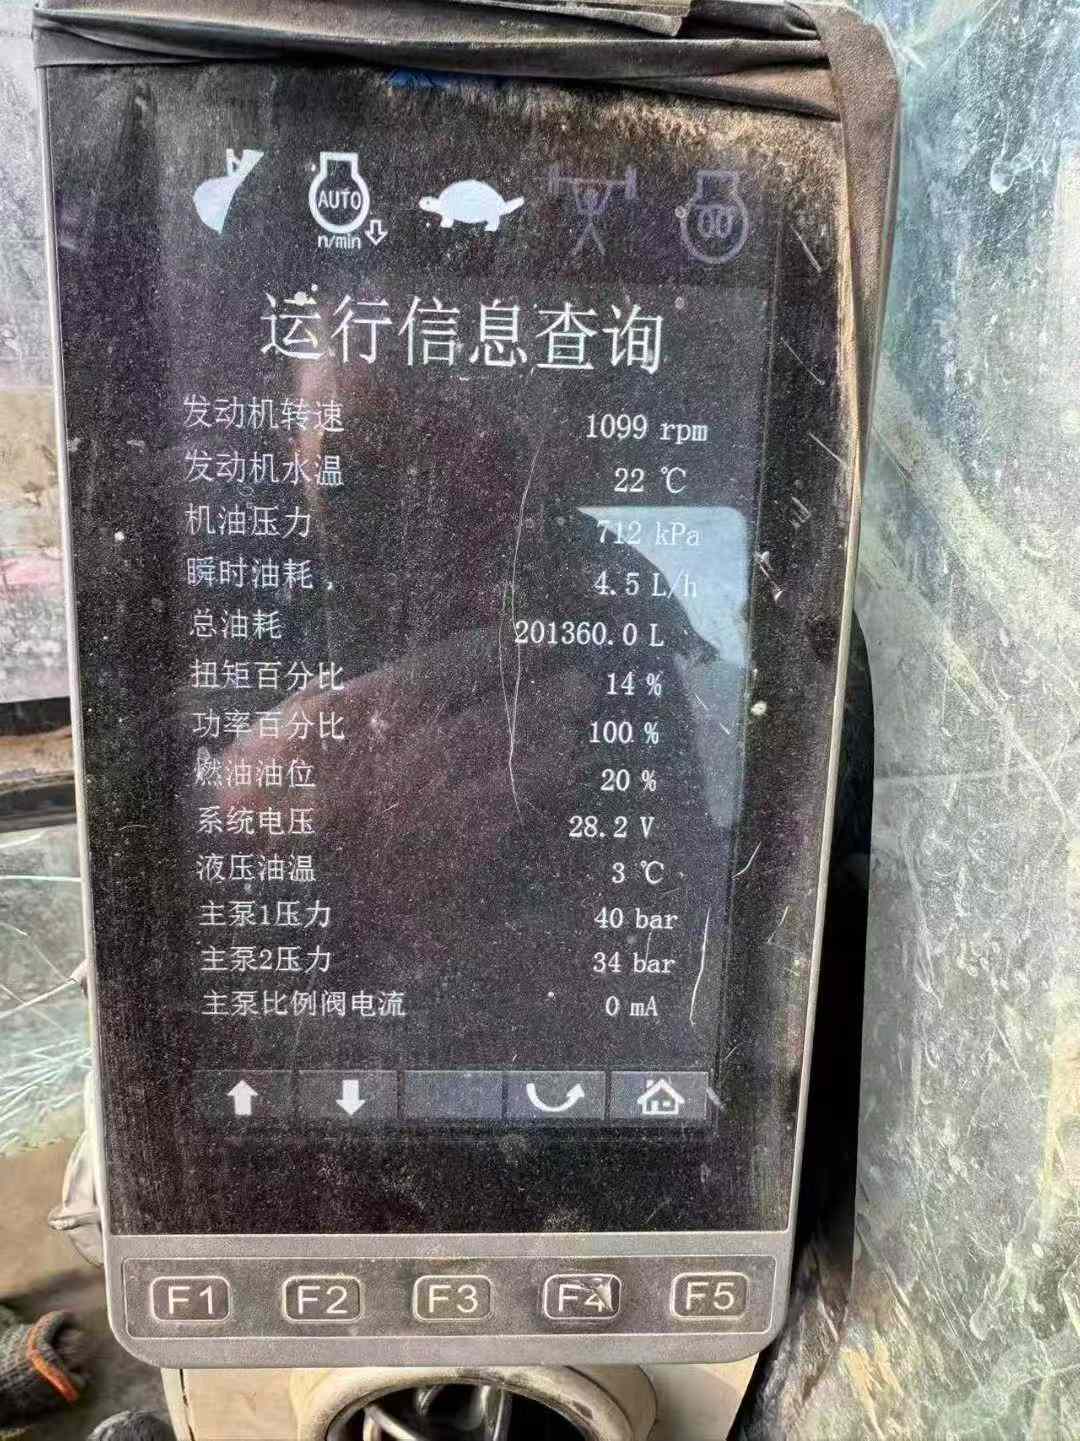 AUTO
n/min
运行信息查询
发动机转速 1099 rpm
发动机水温 22 ℃
机油压力 712 kPa
瞬时油耗 4.5 L/h
总油耗 201360.0 L
扭矩百分比 14 %
功率百分比 100 %
燃油油位 20 %
系统电压 28.2 V
液压油温 3 ℃
主泵1压力 40 bar
主泵2压力 34 bar
主泵比例阀电流 0 mA
F1 F2 F3 F4 F5